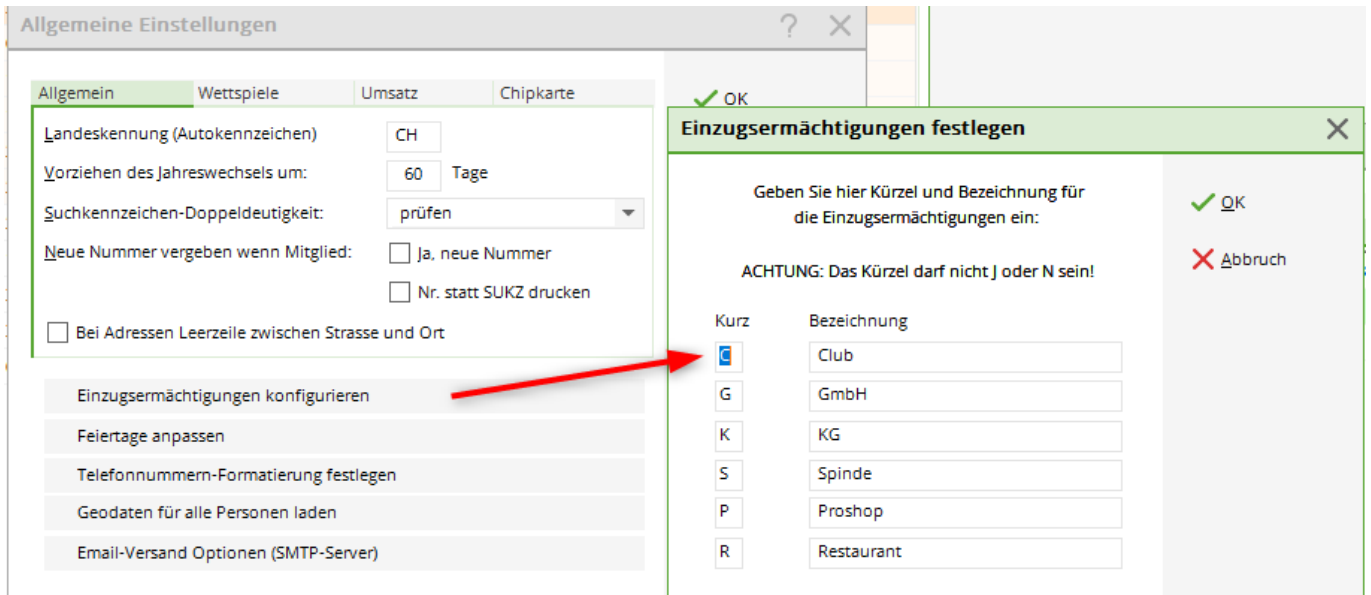 Allgemeine Einstellungen
?
Allgemein Wettspiele Umsatz Chipkarte
OK
Landeskennung (Autokennzeichen) CH
Vorziehen des Jahreswechsels um: 60 Tage
Suchkennzeichen-Doppeldeutigkeit: prüfen
Neue Nummer vergeben wenn Mitglied: Ja, neue Nummer
Nr. statt SUKZ drucken
Bei Adressen Leerzeile zwischen Strasse und Ort
Einzugsermächtigungen konfigurieren
Feiertage anpassen
Telefonnummern-Formatierung festlegen
Geodaten für alle Personen laden
Email-Versand Optionen (SMTP-Server)
Einzugsermächtigungen festlegen
Geben Sie hier Kürzel und Bezeichnung für
die Einzugsermächtigungen ein:
ACHTUNG: Das Kürzel darf nicht J oder N sein!
OK
Abbruch
Kurz Bezeichnung
C Club
G GmbH
K KG
S Spinde
P Proshop
R Restaurant